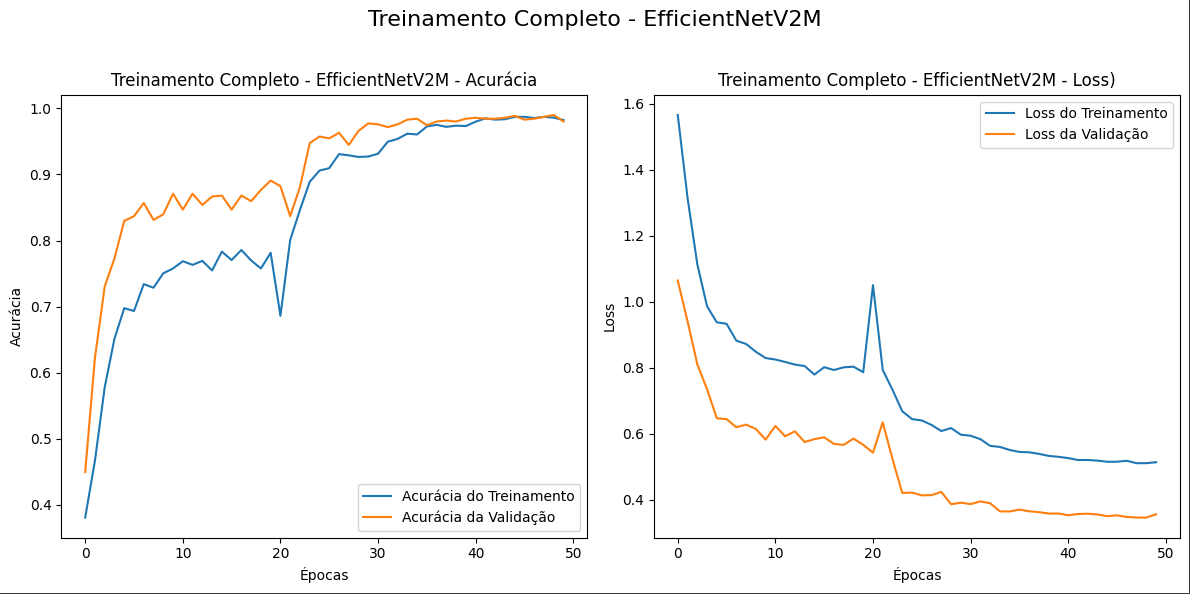 Treinamento Completo - EfficientNetV2M
Treinamento Completo - EfficientNetV2M - Acurácia
1.0
0.9
0.8
0.7
0.6
0.5
0.4
Acurácia
Acurácia do Treinamento
Acurácia da Validação
0 10 20 30 40 50
Épocas
Treinamento Completo - EfficientNetV2M - Loss)
1.6
1.4
1.2
1.0
0.8
0.6
0.4
Loss
Loss do Treinamento
Loss da Validação
0 10 20 30 40 50
Épocas